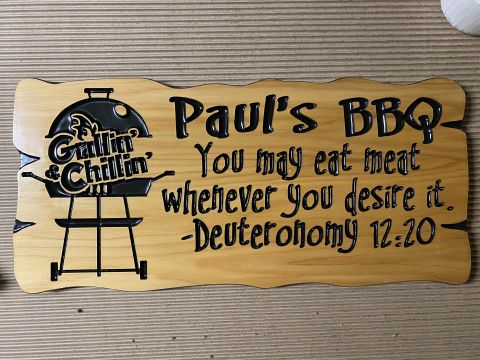 Grillin'
& Chillin'
Paul's BBQ
You may eat meat
whenever you desire it.
-Deuteronomy 12:20